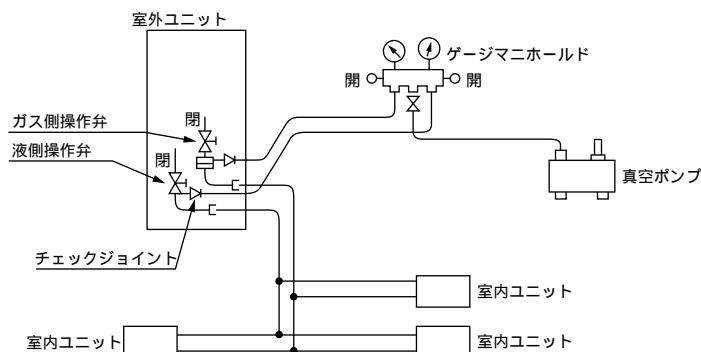 室外ユニット
ゲージマニホールド
開
開
ガス側操作弁
閉
液側操作弁
閉
真空ポンプ
チェックジョイント
室内ユニット
室内ユニット
室内ユニット